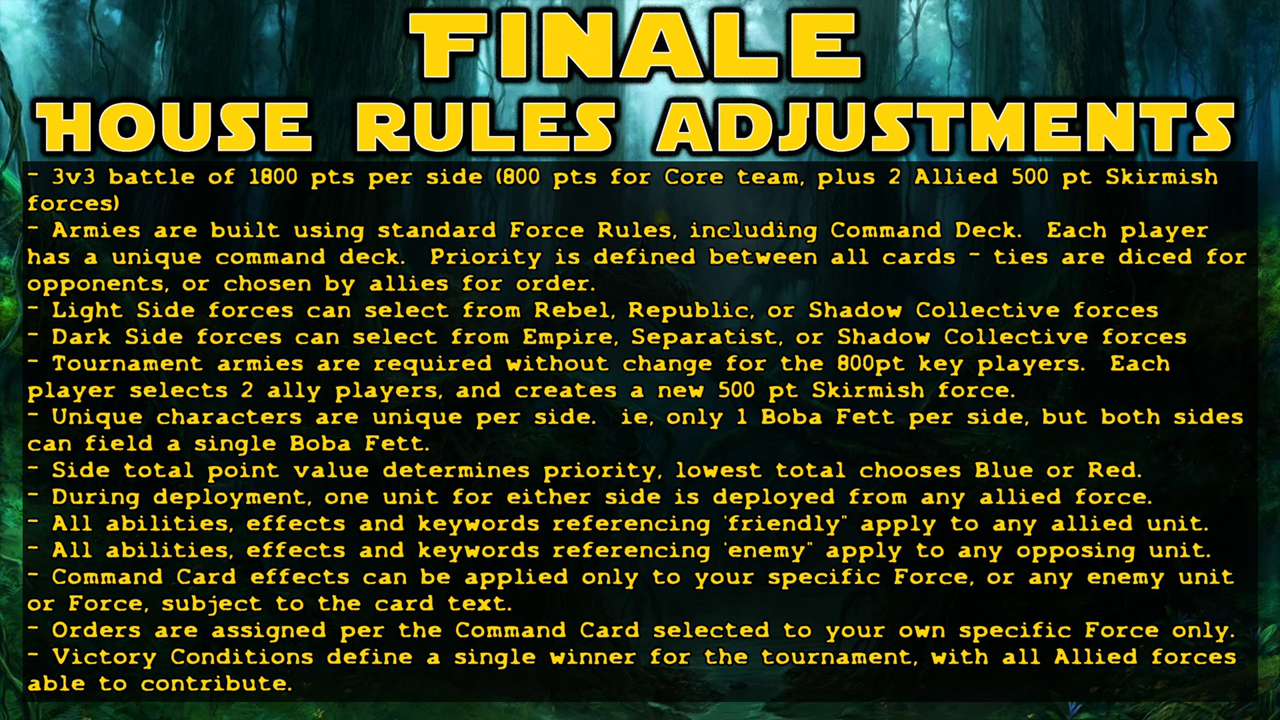 FINALE
HOUSE RULES ADJUSTMENTS
- 3v3 battle of 1800 pts per side (800 pts for Core team, plus 2 Allied 500 pt Skirmish
forces)
- Armies are built using standard Force Rules, including Command Deck.  Each player
has a unique command deck.  Priority is defined between all cards - ties are diced for
opponents, or chosen by allies for order.
- Light Side forces can select from Rebel, Republic, or Shadow Collective forces
- Dark Side forces can select from Empire, Separatist, or Shadow Collective forces
- Tournament armies are required without change for the 800pt key players.  Each
player selects 2 ally players, and creates a new 500 pt Skirmish force.
- Unique characters are unique per side.  ie, only 1 Boba Fett per side, but both sides
can field a single Boba Fett.
- Side total point value determines priority, lowest total chooses Blue or Red.
- During deployment, one unit for either side is deployed from any allied force.
- All abilities, effects and keywords referencing 'friendly" apply to any allied unit.
- All abilities, effects and keywords referencing 'enemy" apply to any opposing unit.
- Command Card effects can be applied only to your specific Force, or any enemy unit
or Force, subject to the card text.
- Orders are assigned per the Command Card selected to your own specific Force only.
- Victory Conditions define a single winner for the tournament, with all Allied forces
able to contribute.